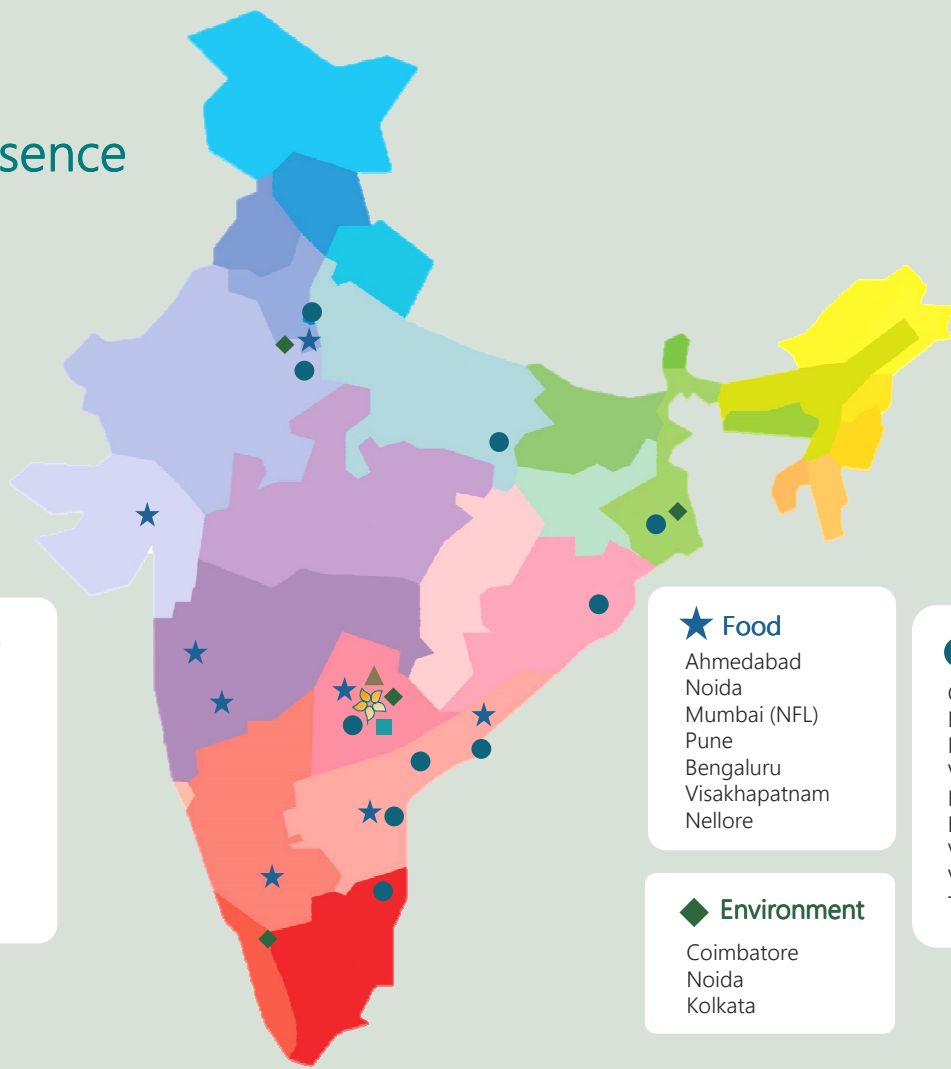 sence
Food
Ahmedabad
Noida
Mumbai (NFL)
Pune
Bengaluru
Visakhapatnam
Nellore
Environment
Coimbatore
Noida
Kolkata